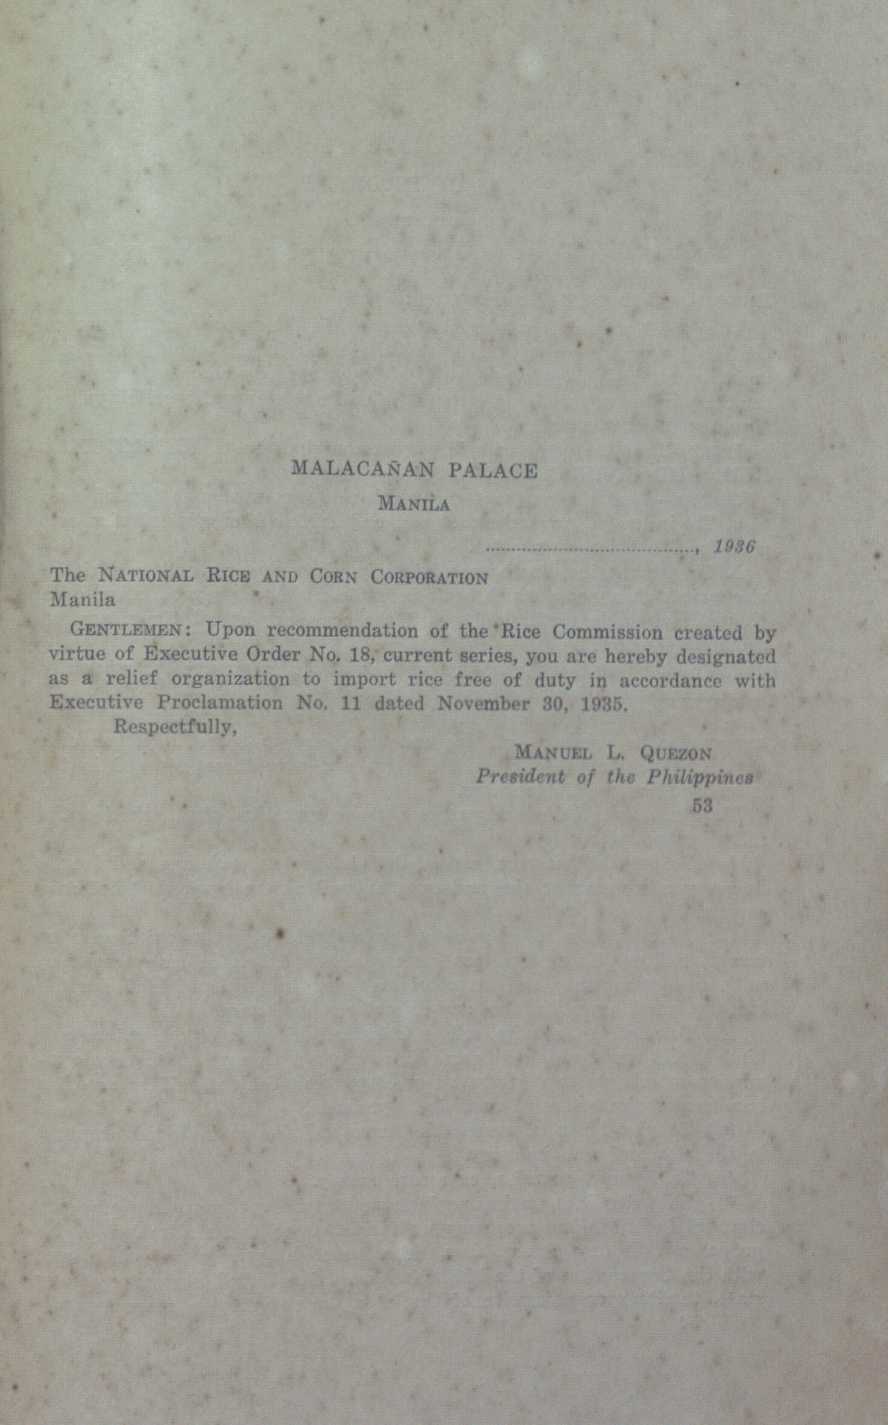 MALACAÑAN PALACE
MANILA
........................................, 1936
The NATIONAL RICE AND CORN CORPORATION
Manila
GENTLEMEN: Upon recommendation of the Rice Commission created by
virtue of Executive Order No. 18, current series, you are hereby designated
as a relief organization to import rice free of duty in accordance with
Executive Proclamation No. 11 dated November 30, 1935.
Respectfully,
MANUEL L. QUEZON
President of the Philippines
53